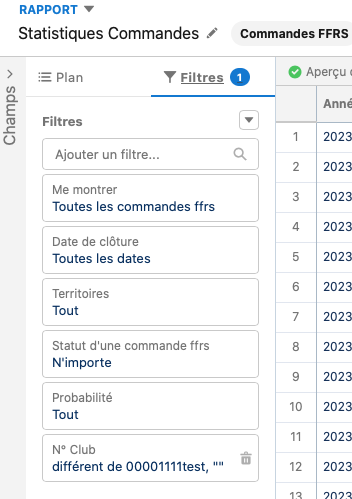 RAPPORT
Statistiques Commandes
Commandes FFRS
Champs
Plan
Filtres 1
Aperçu
Filtres
Ajouter un filtre...
Me montrer
Toutes les commandes ffrs
Date de clôture
Toutes les dates
Territoires
Tout
Statut d'une commande ffrs
N'importe
Probabilité
Tout
N° Club
différent de 00001111test, ""
Anné
1 2023
2 2023
3 2023
4 2023
5 2023
6 2023
7 2023
8 2023
9 2023
10 2023
11 2023
12 2023
13 2023